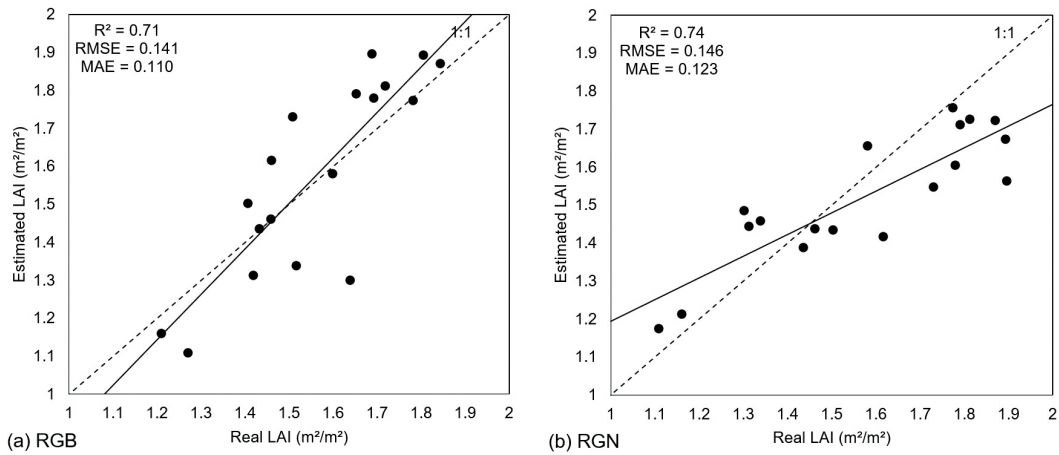 R² = 0.71
RMSE = 0.141
MAE = 0.110
1:1
Estimated LAI (m²/m²)
2
1.9
1.8
1.7
1.6
1.5
1.4
1.3
1.2
1.1
1
1 1.1 1.2 1.3 1.4 1.5 1.6 1.7 1.8 1.9 2
Real LAI (m²/m²)
(a) RGB
R² = 0.74
RMSE = 0.146
MAE = 0.123
1:1
Estimated LAI (m²/m²)
2
1.9
1.8
1.7
1.6
1.5
1.4
1.3
1.2
1.1
1
1 1.1 1.2 1.3 1.4 1.5 1.6 1.7 1.8 1.9 2
Real LAI (m²/m²)
(b) RGN